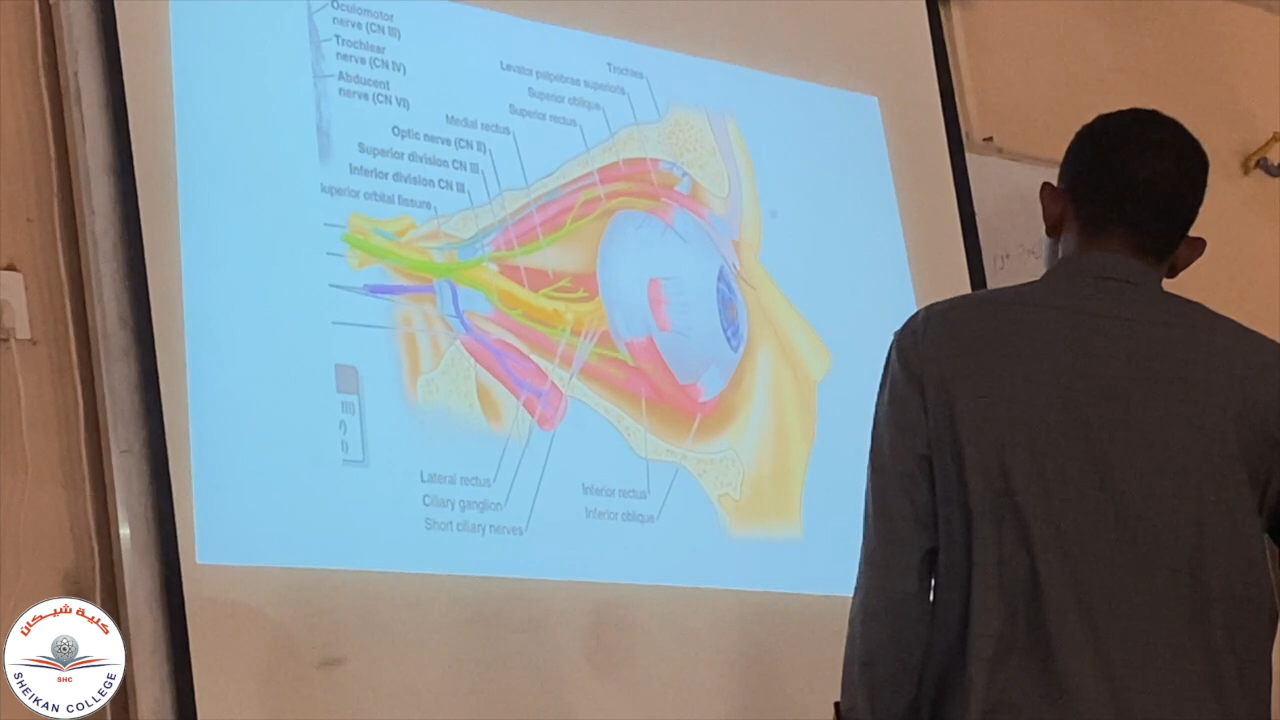 Oculomotor
nerve (CN III)
Trochlear
nerve (CN IV)
Abducent
nerve (CN VI)
Trochlea
Levator palpebrae superioris
Superior oblique
Superior rectus
Medial rectus
Optic nerve (CN II)
Superior division CN III
Inferior division CN III
Superior orbital fissure
III)
)
I)
Lateral rectus
Ciliary ganglion
Short ciliary nerves
Inferior rectus
Inferior oblique
كلية شيكان
SHC
SHEIKAN COLLEGE